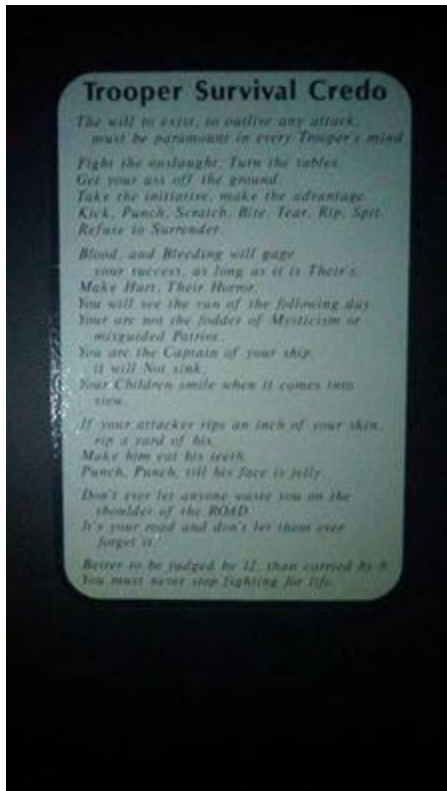 Trooper Survival Credo
The will to exist, to outlive any attack,
must be paramount in every Trooper's mind.
Fight the onslaught, Turn the tables.
Get your ass off the ground.
Take the initiative, make the advantage.
Kick, Punch, Scratch, Bite, Tear, Rip, Spit.
Refuse to Surrender.
Blood, and Bleeding will gage
your success, as long as it is Their's.
Make Hurt, Their Horror.
You will see the sun of the following day.
Your are not the fodder of Mysticism or
misguided Patriot.
You are the Captain of your ship,
it will Not sink.
Your Children smile when it comes into
view.
If your attacker rips an inch of your skin,
rip a yard of his.
Make him eat his teeth.
Punch, Punch, till his face is jelly.
Don't ever let anyone waste you on the
shoulder of the ROAD.
It's your road and don't let them ever
forget it.
Better to be judged be 12, than carried by 6.
You must never stop fighting for life.